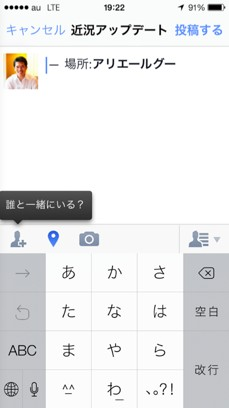 au LTE 19:22 91%
キャンセル 近況アップデート 投稿する
— 場所:アリエールグー
誰と一緒にいる？
あ か さ
た な は 空白
ABC ま や ら
改行
^^ わ_ 、。?!